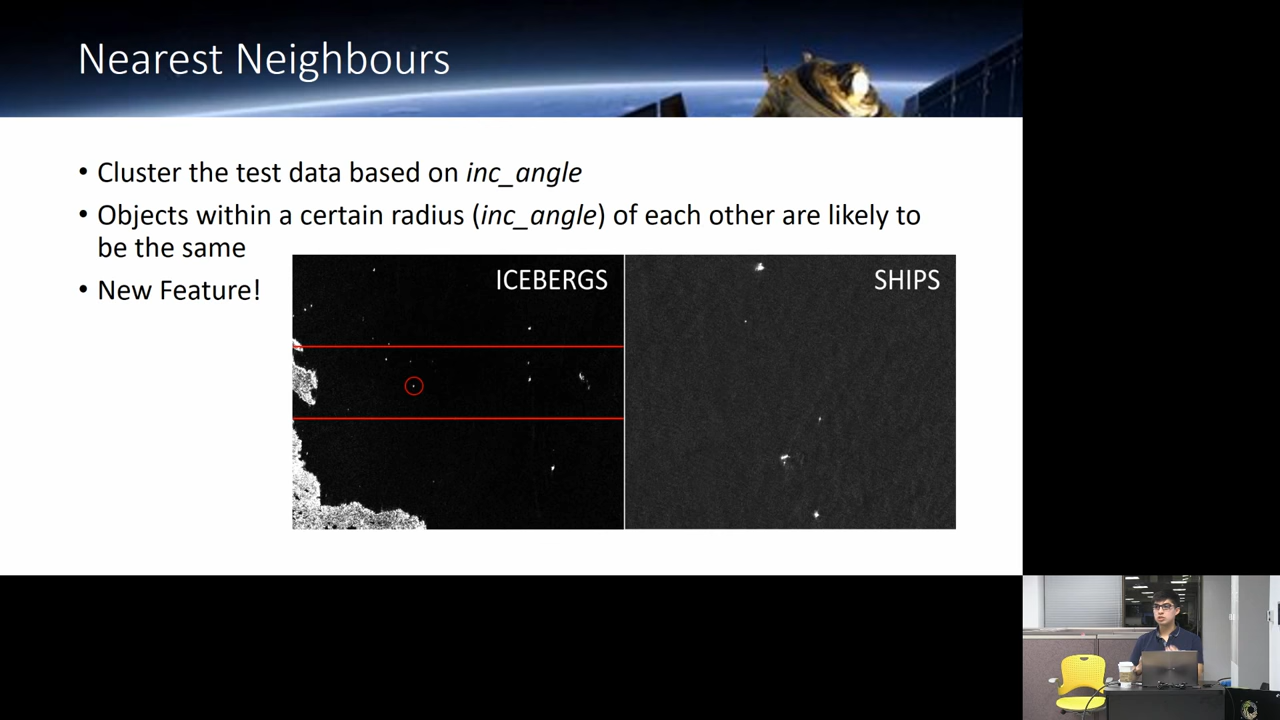 Nearest Neighbours
• Cluster the test data based on inc_angle
• Objects within a certain radius (inc_angle) of each other are likely to
be the same
• New Feature!
ICEBERGS
SHIPS